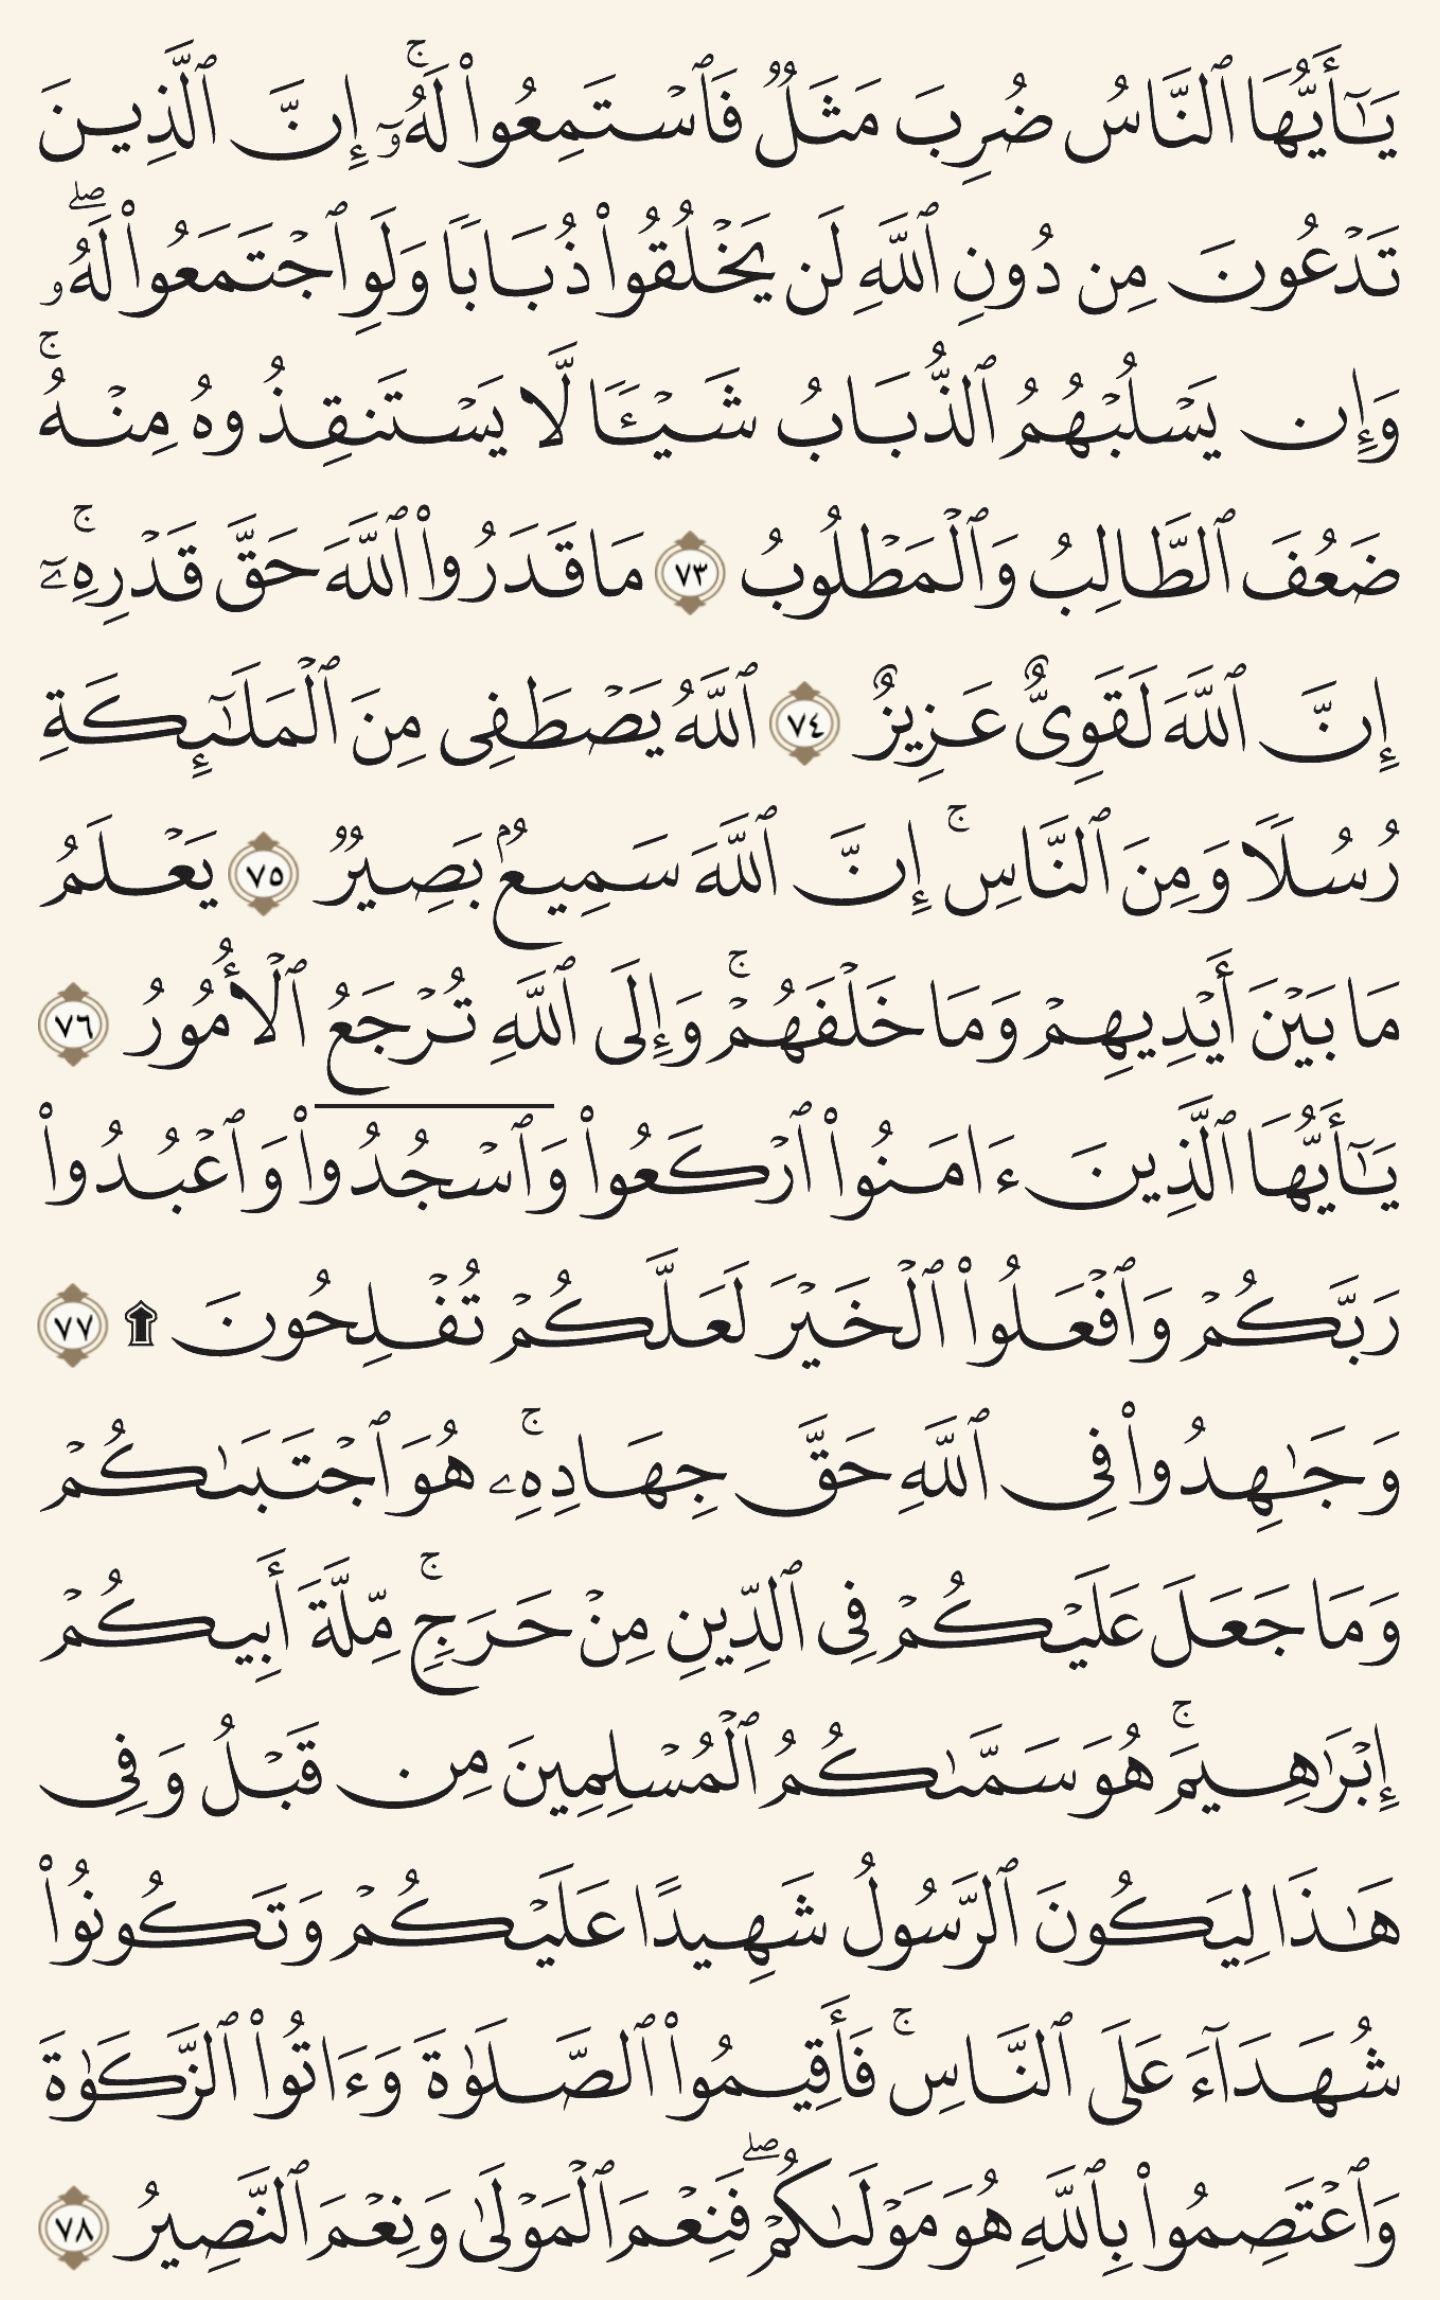 يَٰٓأَيُّهَا ٱلنَّاسُ ضُرِبَ مَثَلٞ فَٱسۡتَمِعُواْ لَهُۥٓۚ إِنَّ ٱلَّذِينَ
تَدۡعُونَ مِن دُونِ ٱللَّهِ لَن يَخۡلُقُواْ ذُبَابٗا وَلَوِ ٱجۡتَمَعُواْ لَهُۥۖ
وَإِن يَسۡلُبۡهُمُ ٱلذُّبَابُ شَيۡـٔٗا لَّا يَسۡتَنقِذُوهُ مِنۡهُۚ
ضَعُفَ ٱلطَّالِبُ وَٱلۡمَطۡلُوبُ ٧٣ مَا قَدَرُواْ ٱللَّهَ حَقَّ قَدۡرِهِۦٓۚ
إِنَّ ٱللَّهَ لَقَوِيٌّ عَزِيزٌ ٧٤ ٱللَّهُ يَصۡطَفِي مِنَ ٱلۡمَلَٰٓئِكَةِ
رُسُلٗا وَمِنَ ٱلنَّاسِۚ إِنَّ ٱللَّهَ سَمِيعُۢ بَصِيرٞ ٧٥ يَعۡلَمُ
مَا بَيۡنَ أَيۡدِيهِمۡ وَمَا خَلۡفَهُمۡۚ وَإِلَى ٱللَّهِ تُرۡجَعُ ٱلۡأُمُورُ ٧٦
يَٰٓأَيُّهَا ٱلَّذِينَ ءَامَنُواْ ٱرۡكَعُواْ وَٱسۡجُدُواْ وَٱعۡبُدُواْ
رَبَّكُمۡ وَٱفۡعَلُواْ ٱلۡخَيۡرَ لَعَلَّكُمۡ تُفۡلِحُونَ ۩ ٧٧
وَجَٰهِدُواْ فِي ٱللَّهِ حَقَّ جِهَادِهِۦۚ هُوَ ٱجۡتَبَىٰكُمۡ
وَمَا جَعَلَ عَلَيۡكُمۡ فِي ٱلدِّينِ مِنۡ حَرَجٖۚ مِّلَّةَ أَبِيكُمۡ
إِبۡرَٰهِيمَۚ هُوَ سَمَّىٰكُمُ ٱلۡمُسۡلِمِينَ مِن قَبۡلُ وَفِي
هَٰذَا لِيَكُونَ ٱلرَّسُولُ شَهِيدًا عَلَيۡكُمۡ وَتَكُونُواْ
شُهَدَآءَ عَلَى ٱلنَّاسِۚ فَأَقِيمُواْ ٱلصَّلَوٰةَ وَءَاتُواْ ٱلزَّكَوٰةَ
وَٱعۡتَصِمُواْ بِٱللَّهِ هُوَ مَوۡلَىٰكُمۡۖ فَنِعۡمَ ٱلۡمَوۡلَىٰ وَنِعۡمَ ٱلنَّصِيرُ ٧٨